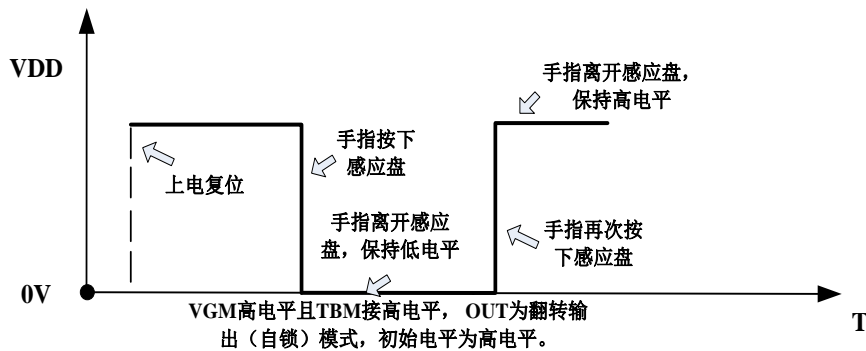 VDD
手指离开感应盘，
保持高电平
手指按下
感应盘
上电复位
手指离开感应
盘，保持低电平
手指再次按
下感应盘
0V
VGM高电平且TBM接高电平， OUT为翻转输
出（自锁）模式，初始电平为高电平。
T